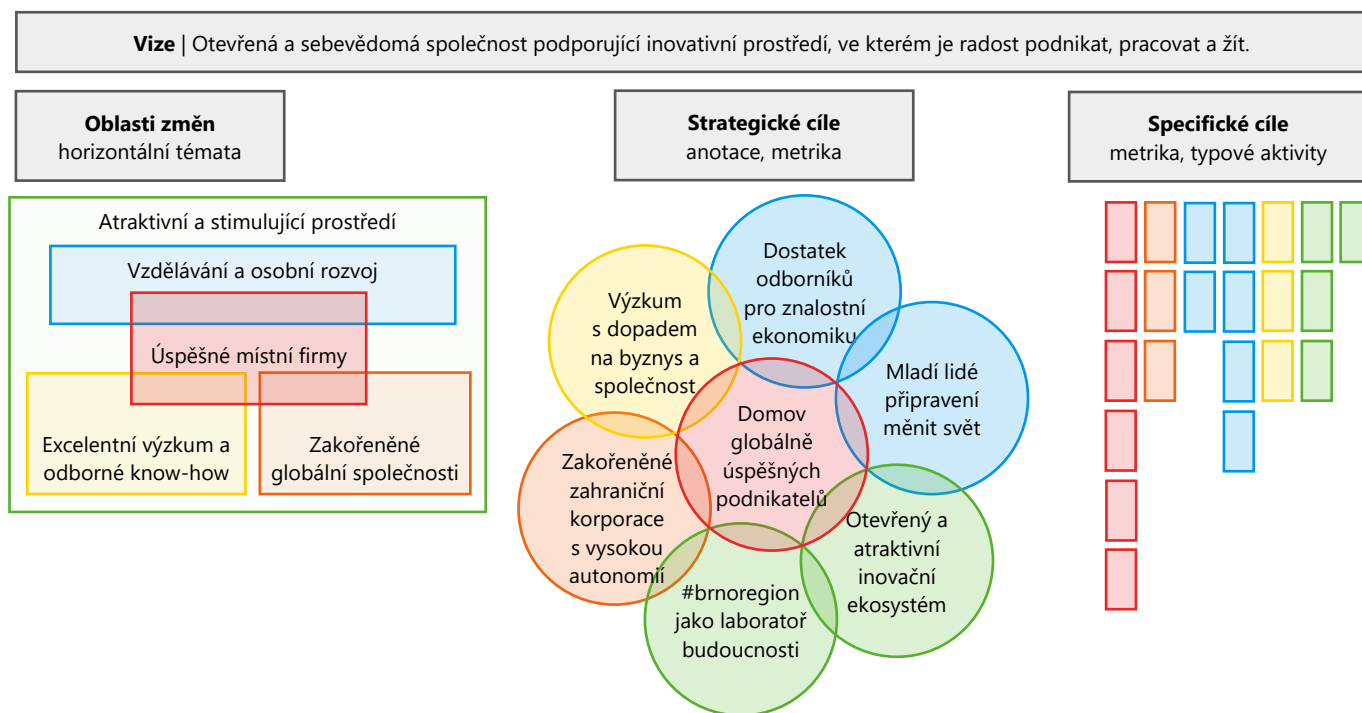 Vize | Otevřená a sebevědomá společnost podporující inovativní prostředí, ve kterém je radost podnikat, pracovat a žít.
Oblasti změn
horizontální témata
Strategické cíle
anotace, metrika
Specifické cíle
metrika, typové aktivity
Atraktivní a stimulující prostředí
Vzdělávání a osobní rozvoj
Úspěšné místní firmy
Excelentní výzkum a
odborné know-how
Zakořeněné
globální společnosti
Dostatek
odborníků
pro znalostní
ekonomiku
Výzkum
s dopadem
na byznys a
společnost
Mladí lidé
připravení
měnit svět
Domov
globálně
úspěšných
podnikatelů
Zakořeněné
zahraniční
korporace
s vysokou
autonomií
Otevřený a
atraktivní
inovační
ekosystém
#brnoregion
jako laboratoř
budoucnosti